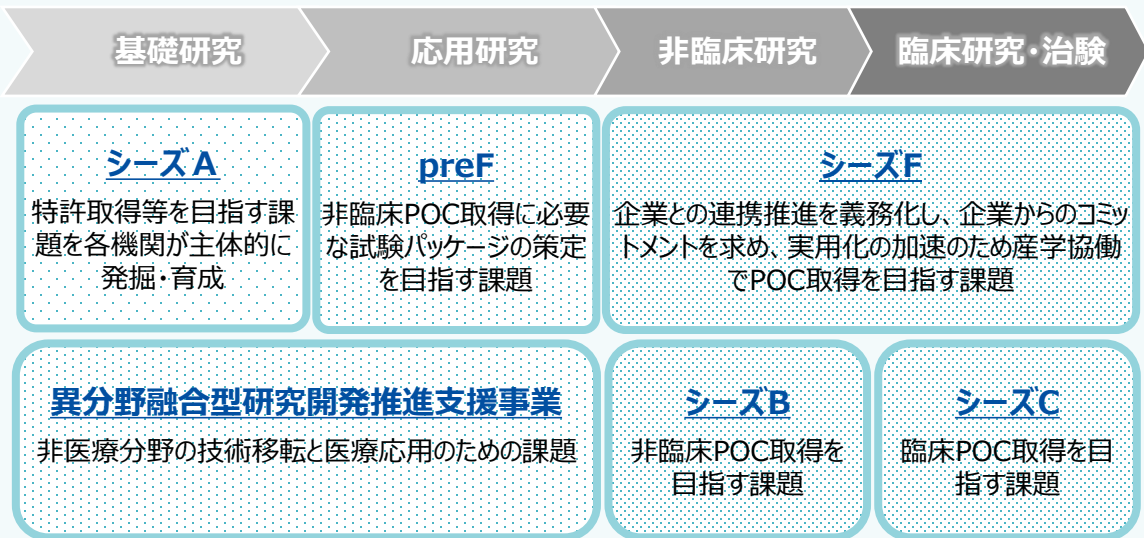 基礎研究
応用研究
非臨床研究
臨床研究・治験
シーズA
特許取得等を目指す課
題を各機関が主体的に
発掘・育成
preF
非臨床POC取得に必要
な試験パッケージの策定
を目指す課題
シーズF
企業との連携推進を義務化し、企業からのコミッ
トメントを求め、実用化の加速のため産学協働
でPOC取得を目指す課題
異分野融合型研究開発推進支援事業
非医療分野の技術移転と医療応用のための課題
シーズB
非臨床POC取得を
目指す課題
シーズC
臨床POC取得を目
指す課題